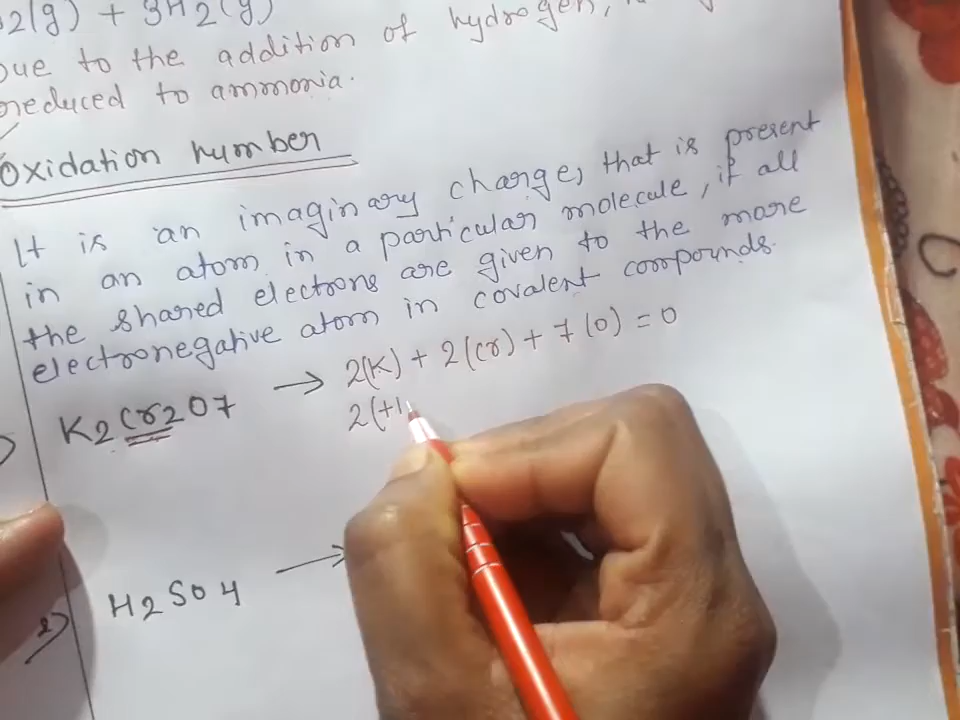 2(g) + 3H2(g)
Due to the addition of hydrogen,
reduced to ammonia.
Oxidation number
It is an imaginary charge, that is present
in an atom in a particular molecule, if all
the shared electrons are given to the more
electronegative atom in covalent compounds.
K2Cr2O7 → 2(K) + 2(Cr) + 7(O) = 0
2(+1
2) H2SO4 →